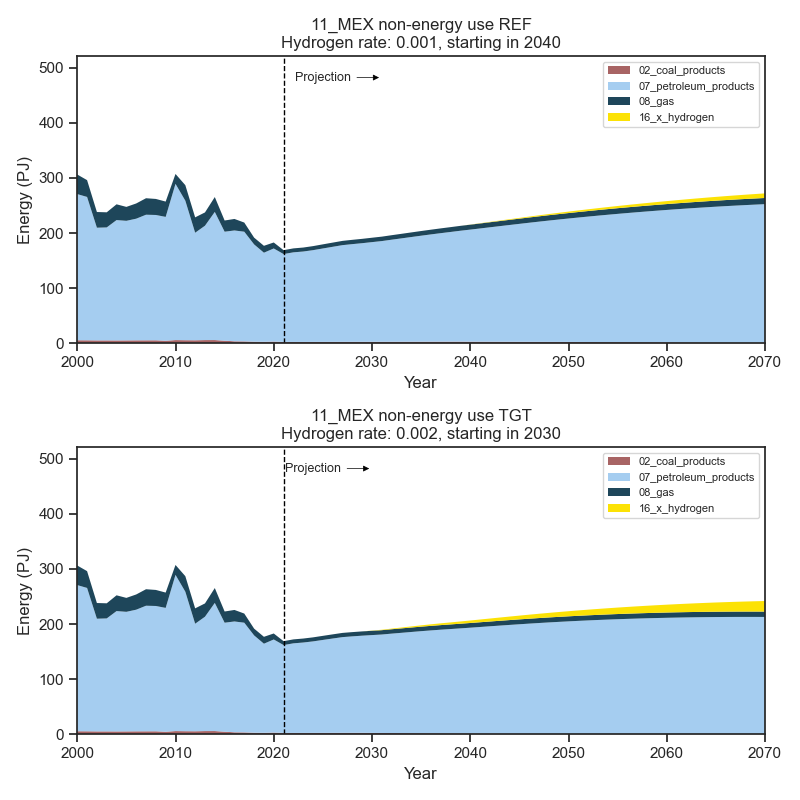 11_MEX non-energy use REF
Hydrogen rate: 0.001, starting in 2040
Energy (PJ)
500
400
300
200
100
0
Projection
02_coal_products
07_petroleum_products
08_gas
16_x_hydrogen
2000 2010 2020 2030 2040 2050 2060 2070
Year
11_MEX non-energy use TGT
Hydrogen rate: 0.002, starting in 2030
Energy (PJ)
500
400
300
200
100
0
Projection
02_coal_products
07_petroleum_products
08_gas
16_x_hydrogen
2000 2010 2020 2030 2040 2050 2060 2070
Year